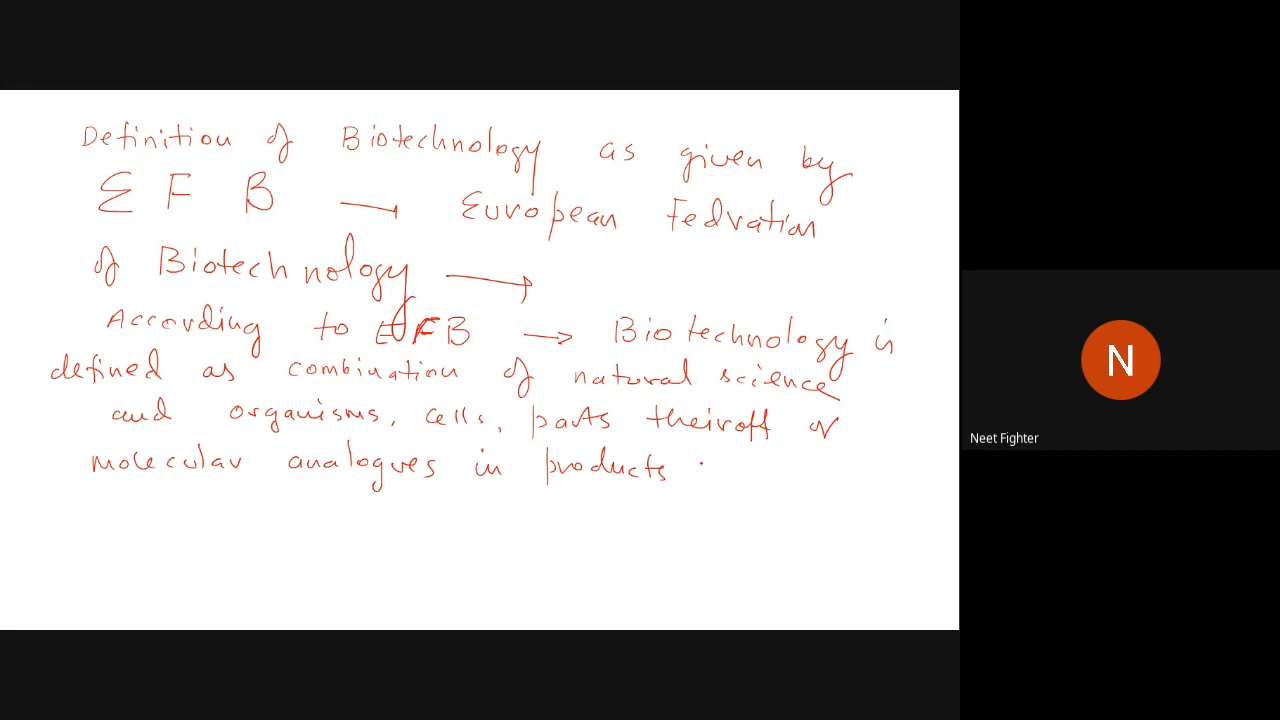 Definition of Biotechnology as given by
E F B → European Fedration
of Biotechnology →
According to EFB → Biotechnology is
defined as combination of natural science
and organisms, cells, parts theiroff or
molecular analogues in products .
N
Neet Fighter